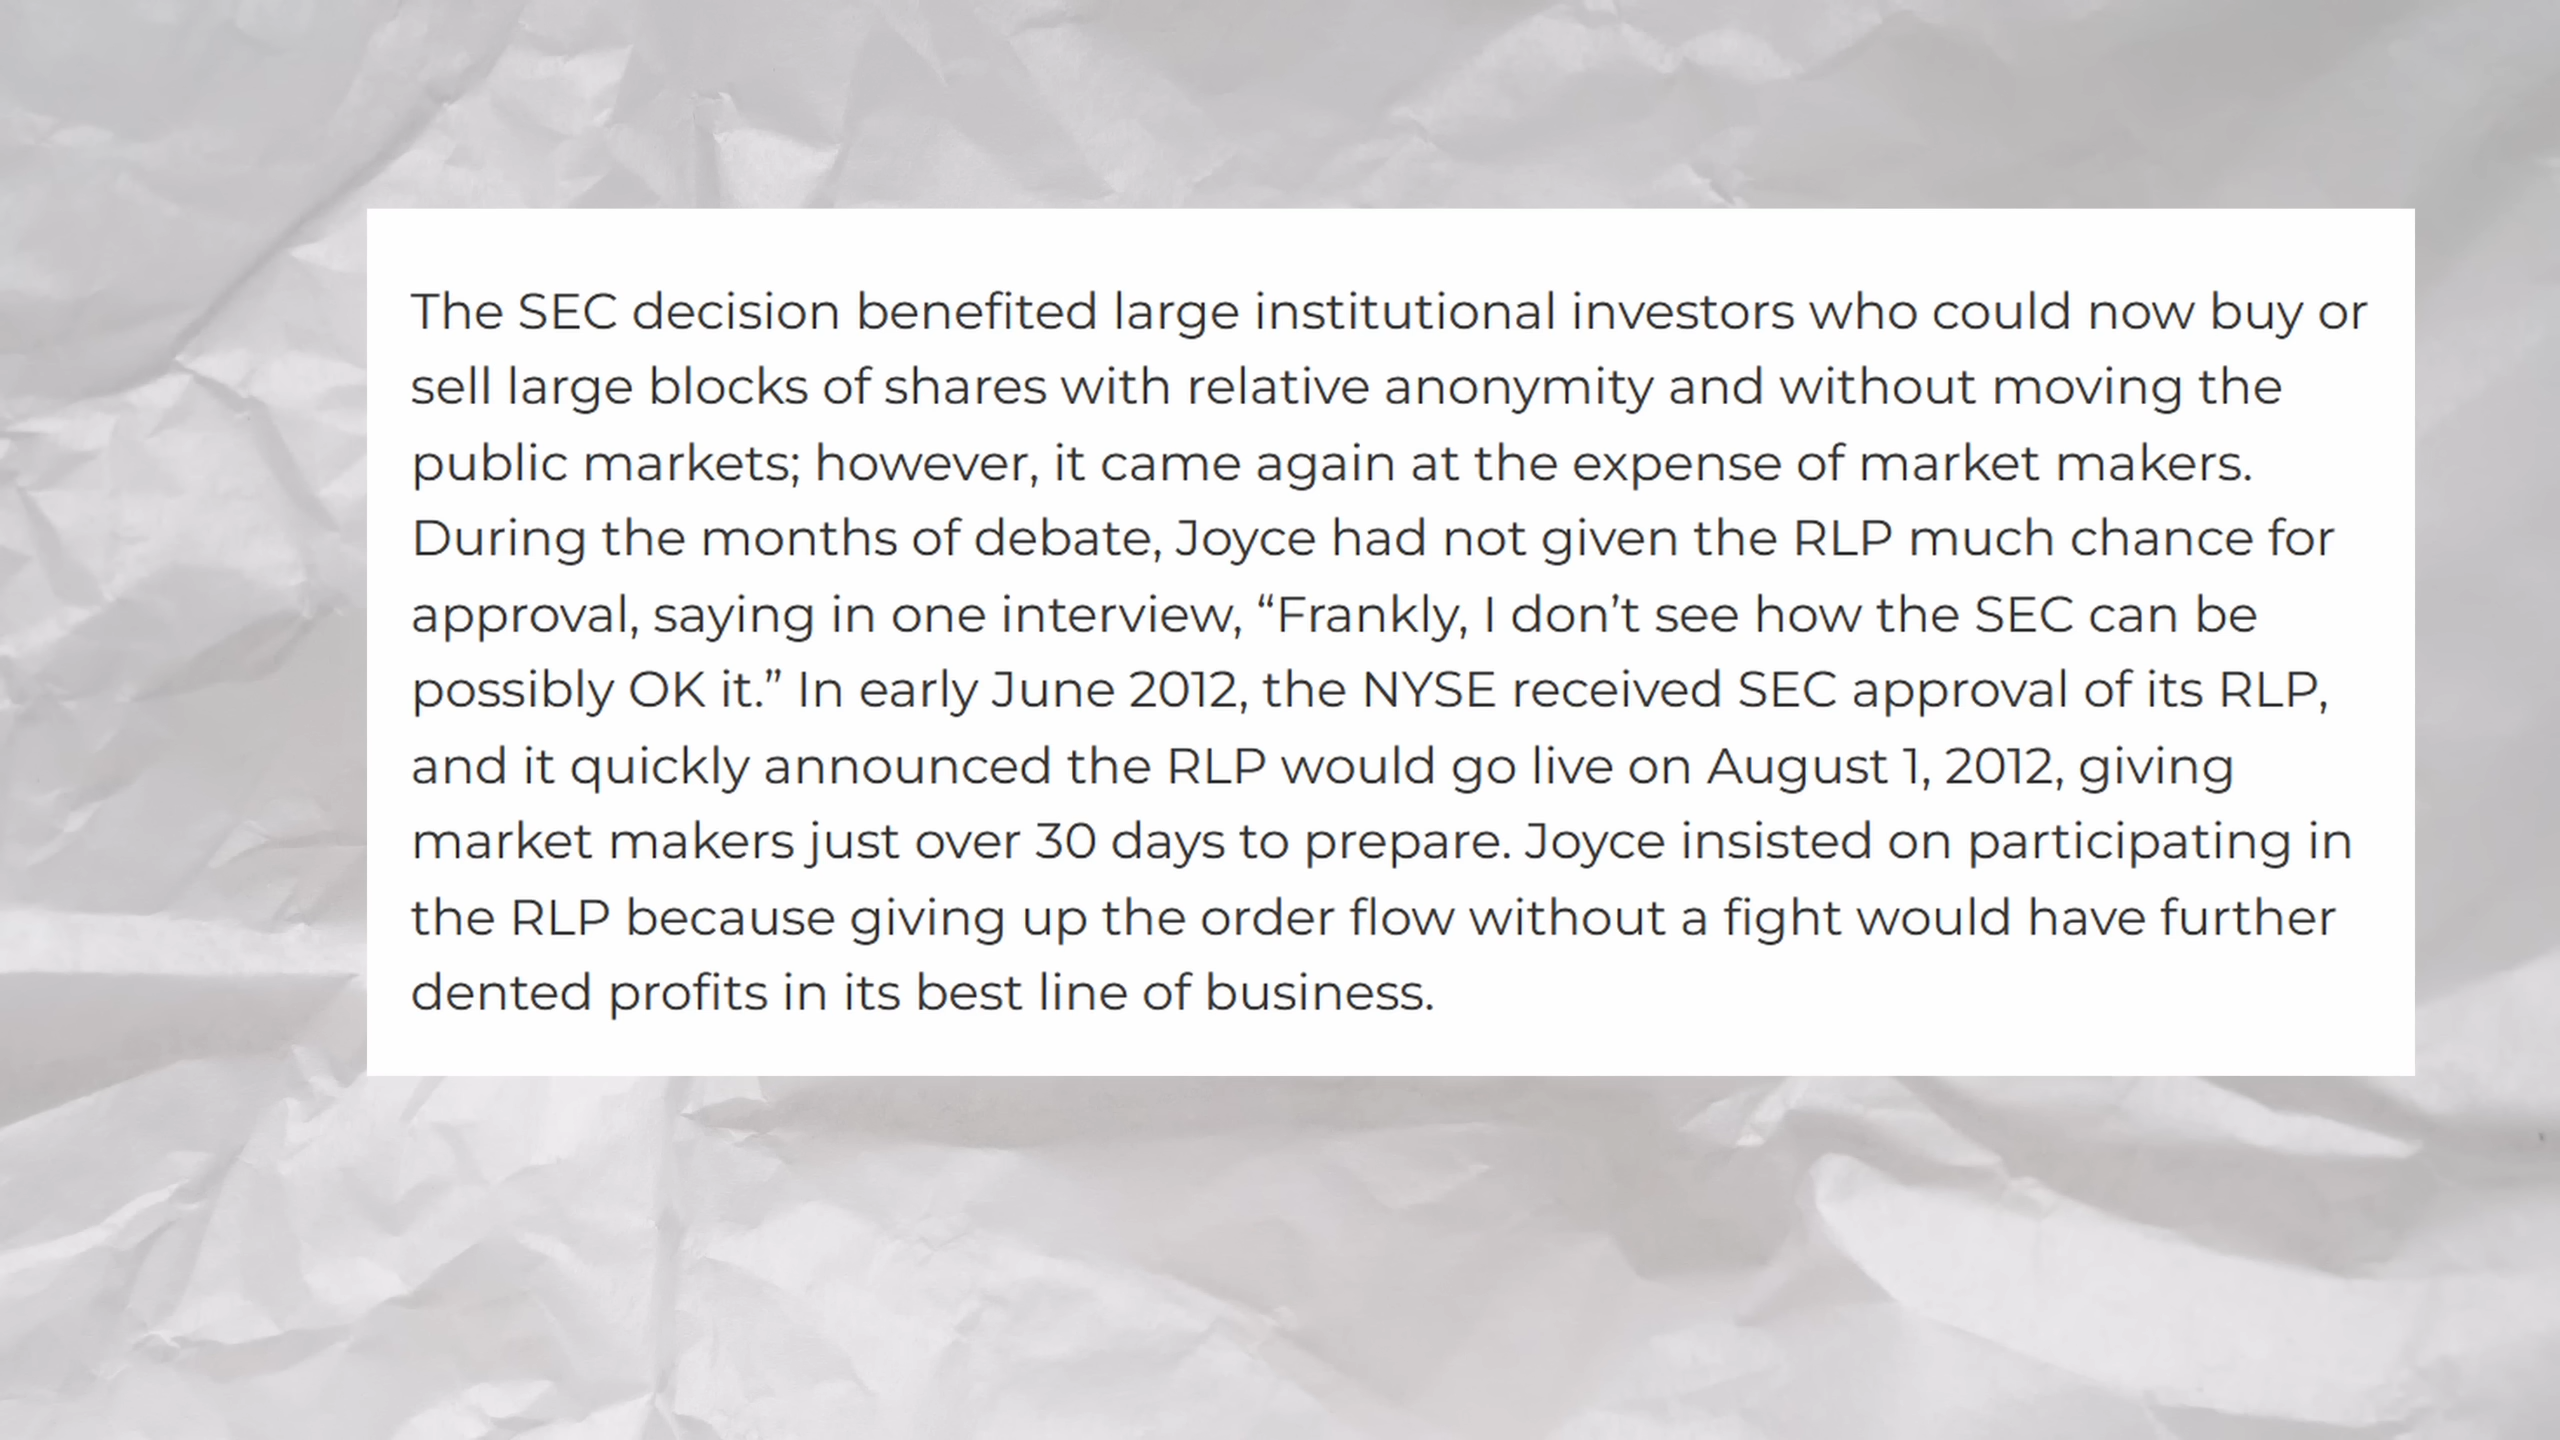 The SEC decision benefited large institutional investors who could now buy or
sell large blocks of shares with relative anonymity and without moving the
public markets; however, it came again at the expense of market makers.
During the months of debate, Joyce had not given the RLP much chance for
approval, saying in one interview, “Frankly, I don’t see how the SEC can be
possibly OK it.” In early June 2012, the NYSE received SEC approval of its RLP,
and it quickly announced the RLP would go live on August 1, 2012, giving
market makers just over 30 days to prepare. Joyce insisted on participating in
the RLP because giving up the order flow without a fight would have further
dented profits in its best line of business.